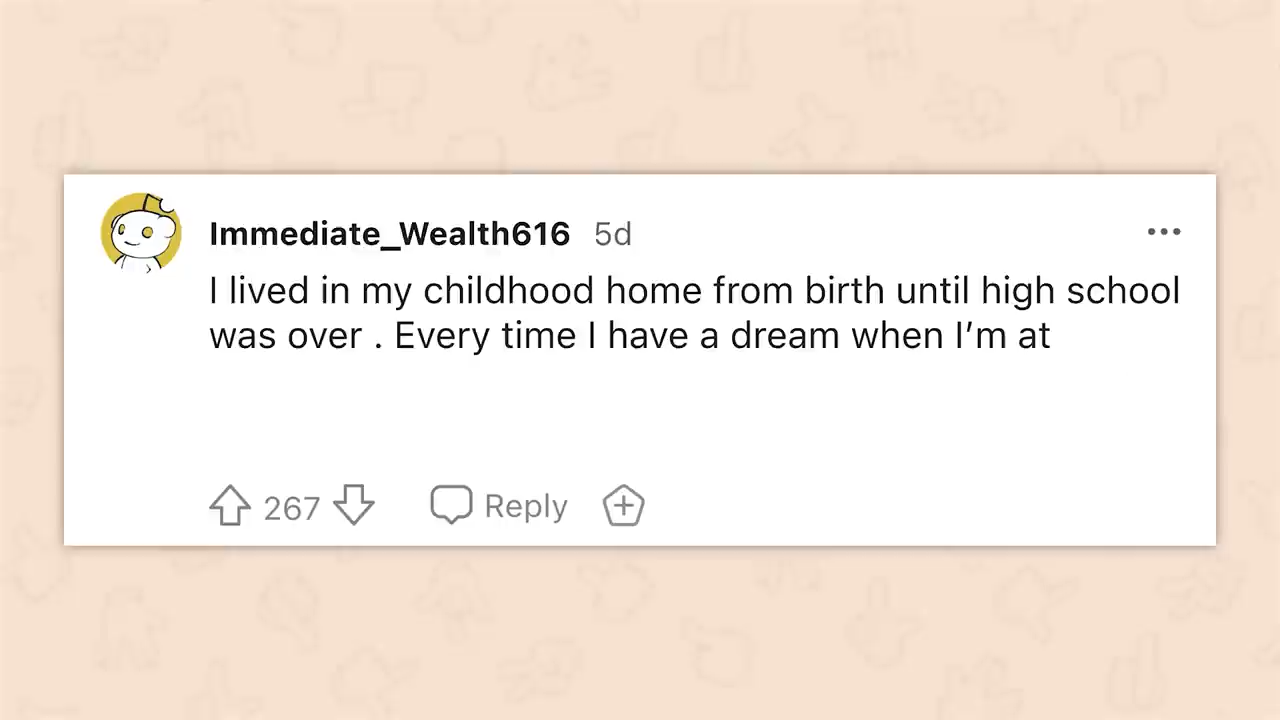 Immediate_Wealth616 5d
I lived in my childhood home from birth until high school
was over . Every time I have a dream when I’m at
267 Reply